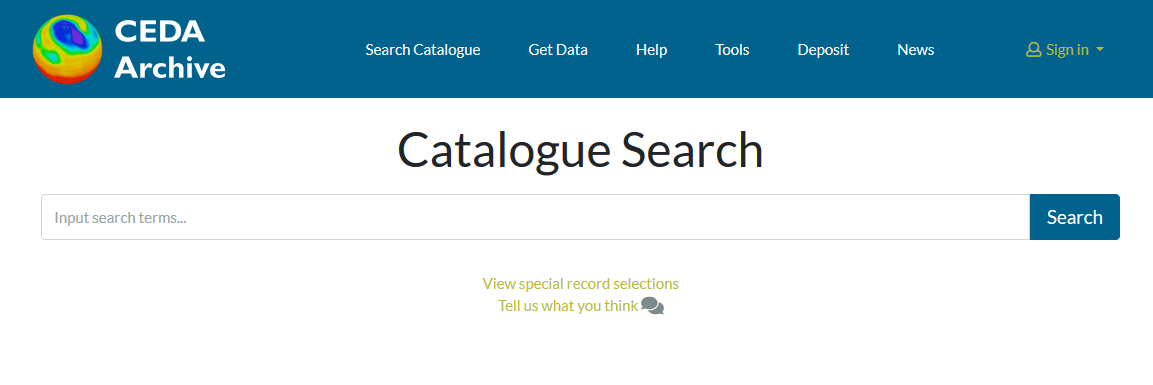 CEDA
Archive
Search Catalogue Get Data Help Tools Deposit News Sign in
Catalogue Search
Input search terms...
Search
View special record selections
Tell us what you think